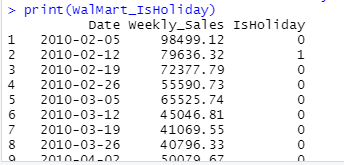 > print(WalMart_IsHoliday)
Date Weekly_Sales IsHoliday
1 2010-02-05 98499.12 0
2 2010-02-12 79636.32 1
3 2010-02-19 72377.79 0
4 2010-02-26 55590.73 0
5 2010-03-05 65525.74 0
6 2010-03-12 45046.81 0
7 2010-03-19 41069.55 0
8 2010-03-26 40796.33 0
9 2010-04-02 50079.67 0